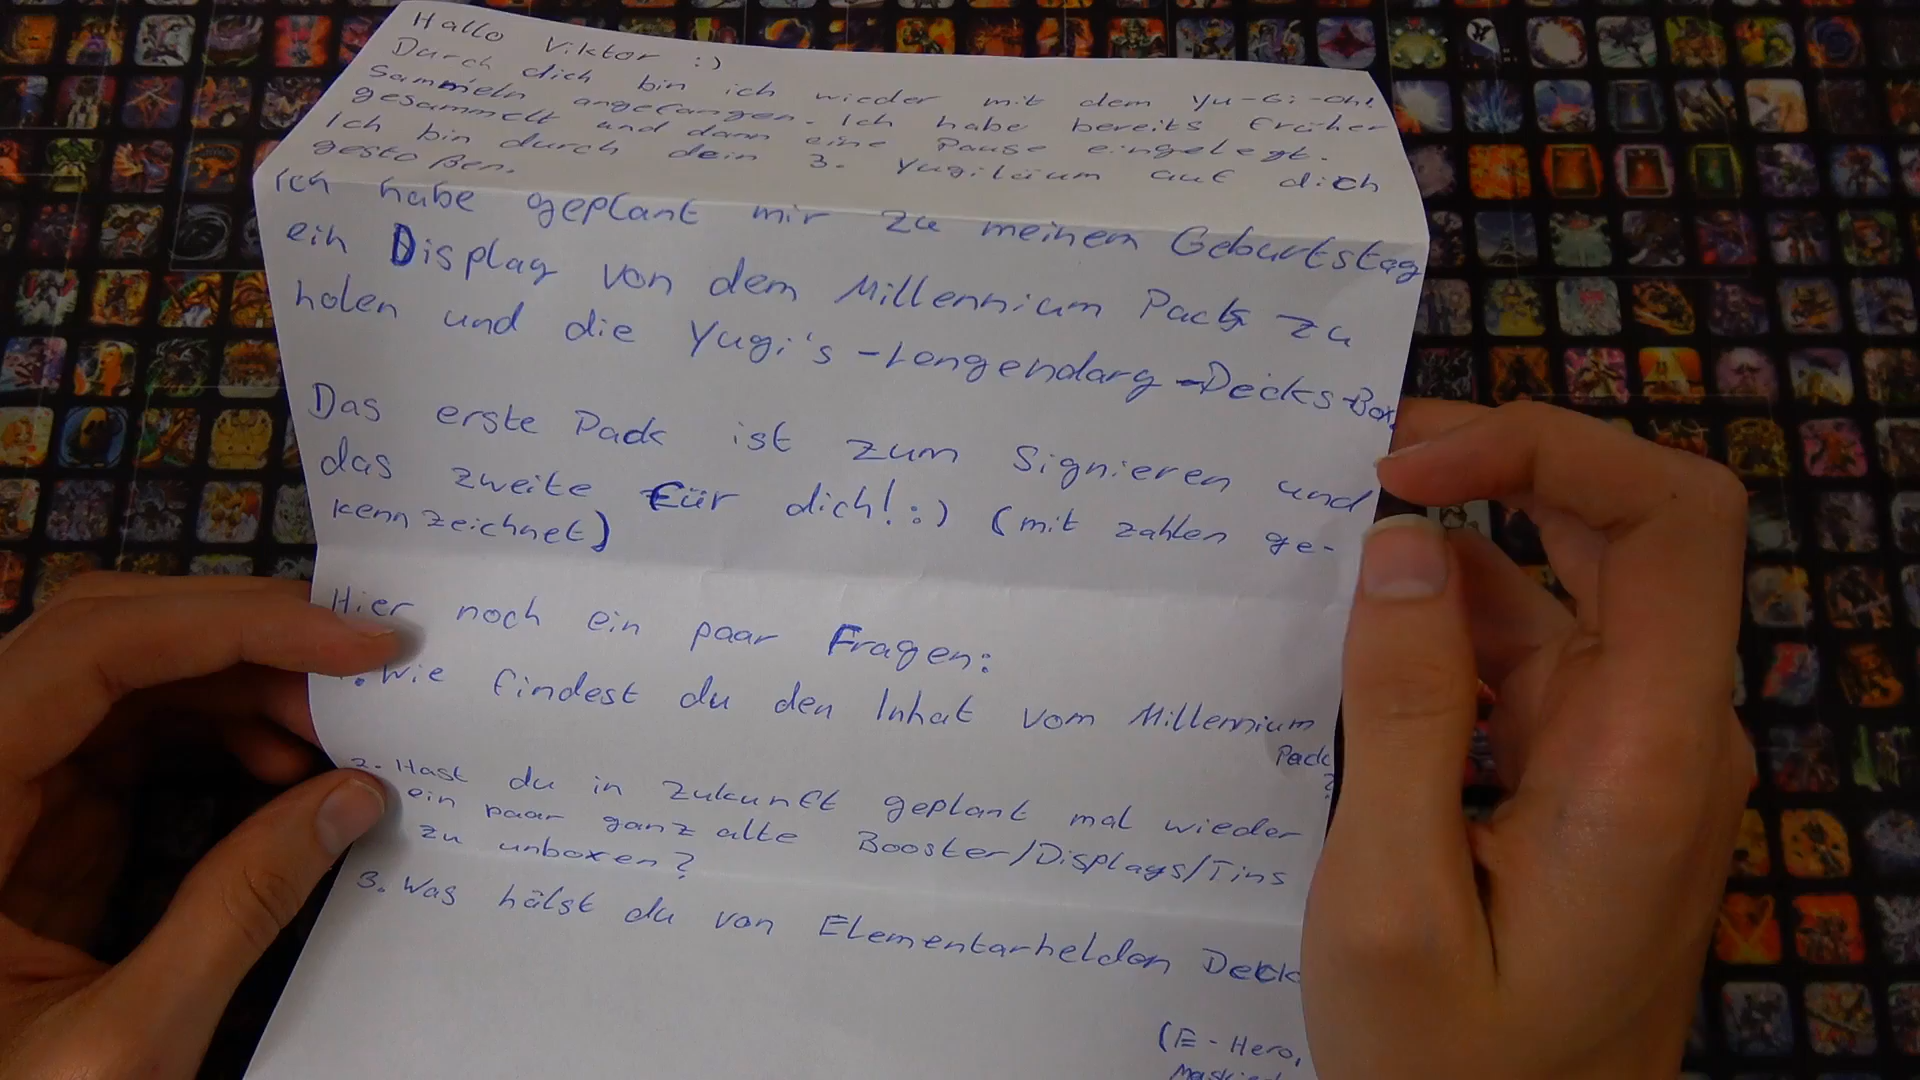 Hallo Viktor :)
Durch dich bin ich wieder mit dem Yu-Gi-Oh!
Sammeln angefangen. Ich habe bereits früher
gesammelt und dann eine Pause eingelegt.
Ich bin durch dein 3. Yugiläum auf dich
gestoßen.
Ich habe geplant mir zu meinem Geburtstag
ein Display von dem Millennium Pack zu
holen und die Yugi's-Lengendary-Decks-Box.
Das erste Pack ist zum Signieren und
das zweite für dich! :) (mit zahlen ge-
kennzeichnet)
Hier noch ein paar Fragen:
. Wie findest du den Inhat vom Millennium
Pack
?
2. Hast du in Zukunft geplant mal wieder
ein paar ganz alte Booster/Displays/Tins
zu unboxen?
3. Was hälst du von Elementarhelden Deck
(E-Hero,